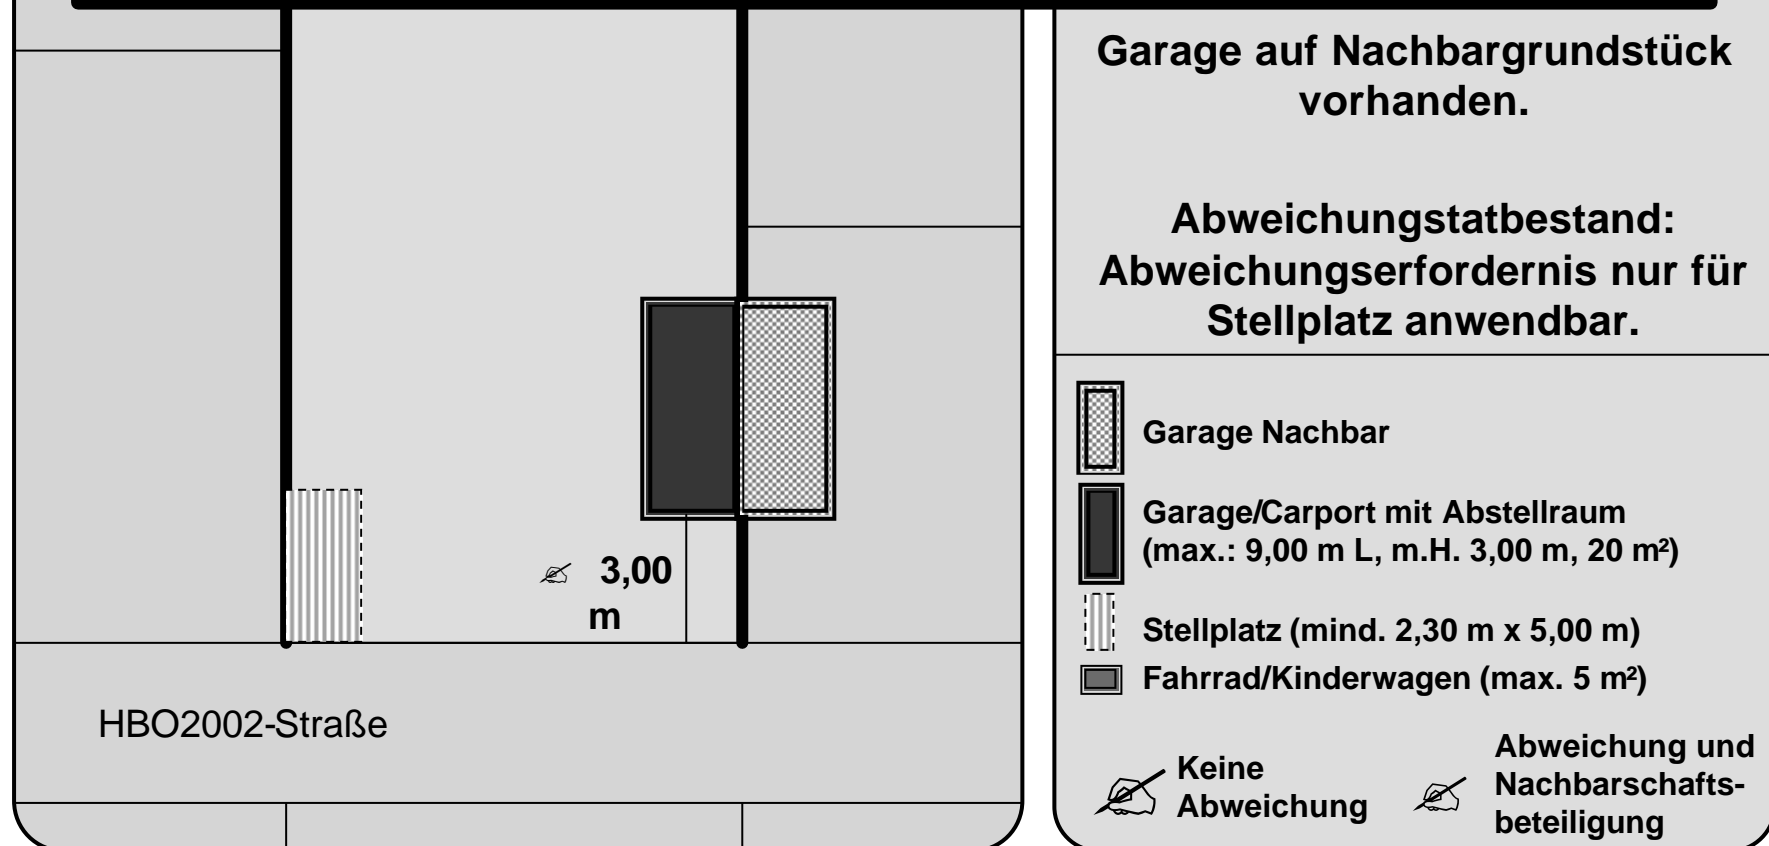 Garage auf Nachbargrundstück
vorhanden.
Abweichungstatbestand:
Abweichungserfordernis nur für
Stellplatz anwendbar.
3,00
m
HBO2002-Straße
Garage Nachbar
Garage/Carport mit Abstellraum
(max.: 9,00 m L, m.H. 3,00 m, 20 m²)
Stellplatz (mind. 2,30 m x 5,00 m)
Fahrrad/Kinderwagen (max. 5 m²)
Keine
Abweichung
Abweichung und
Nachbarschafts-
beteiligung